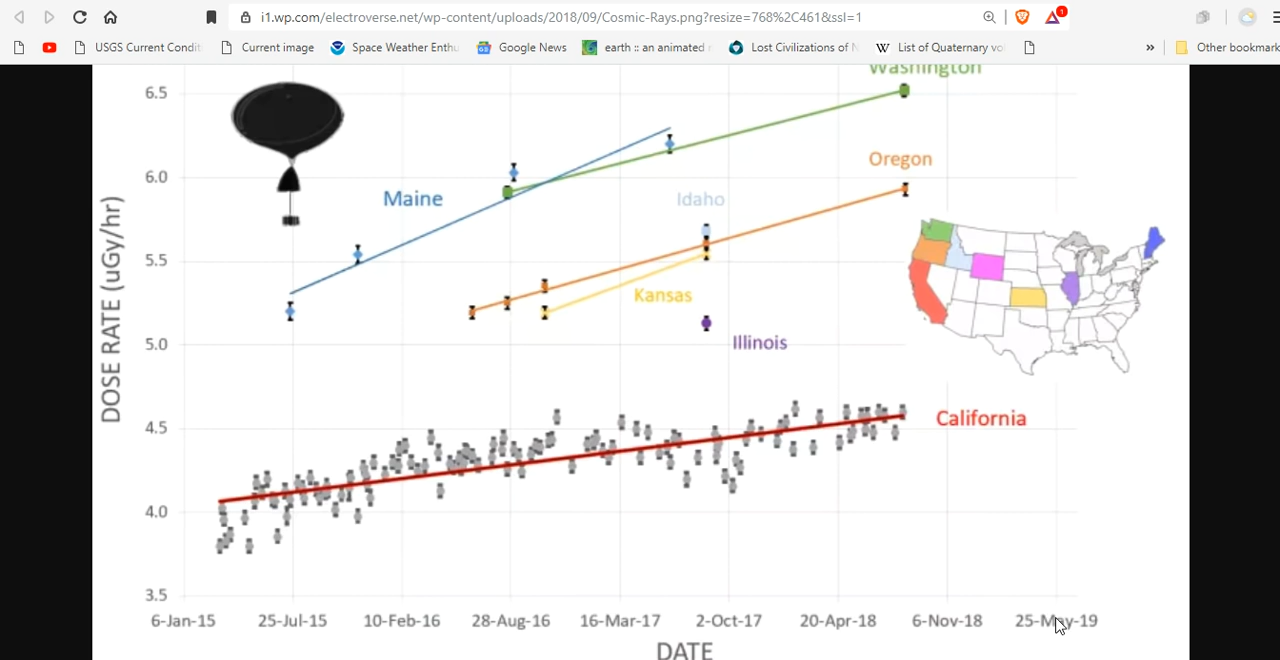 i1.wp.com/electroverse.net/wp-content/uploads/2018/09/Cosmic-Rays.png?resize=768%2C461&ssl=1
1
USGS Current Condit
Current image
Space Weather Enthu
Google News
earth :: an animated
Lost Civilizations of N
W
List of Quaternary vo
»
Other bookmark
Washington
6.5
Oregon
6.0
Maine
Idaho
5.5
Kansas
5.0
Illinois
4.5
California
4.0
3.5
DOSE RATE (uGy/hr)
6-Jan-15
25-Jul-15
10-Feb-16
28-Aug-16
16-Mar-17
2-Oct-17
20-Apr-18
6-Nov-18
25-May-19
DATE